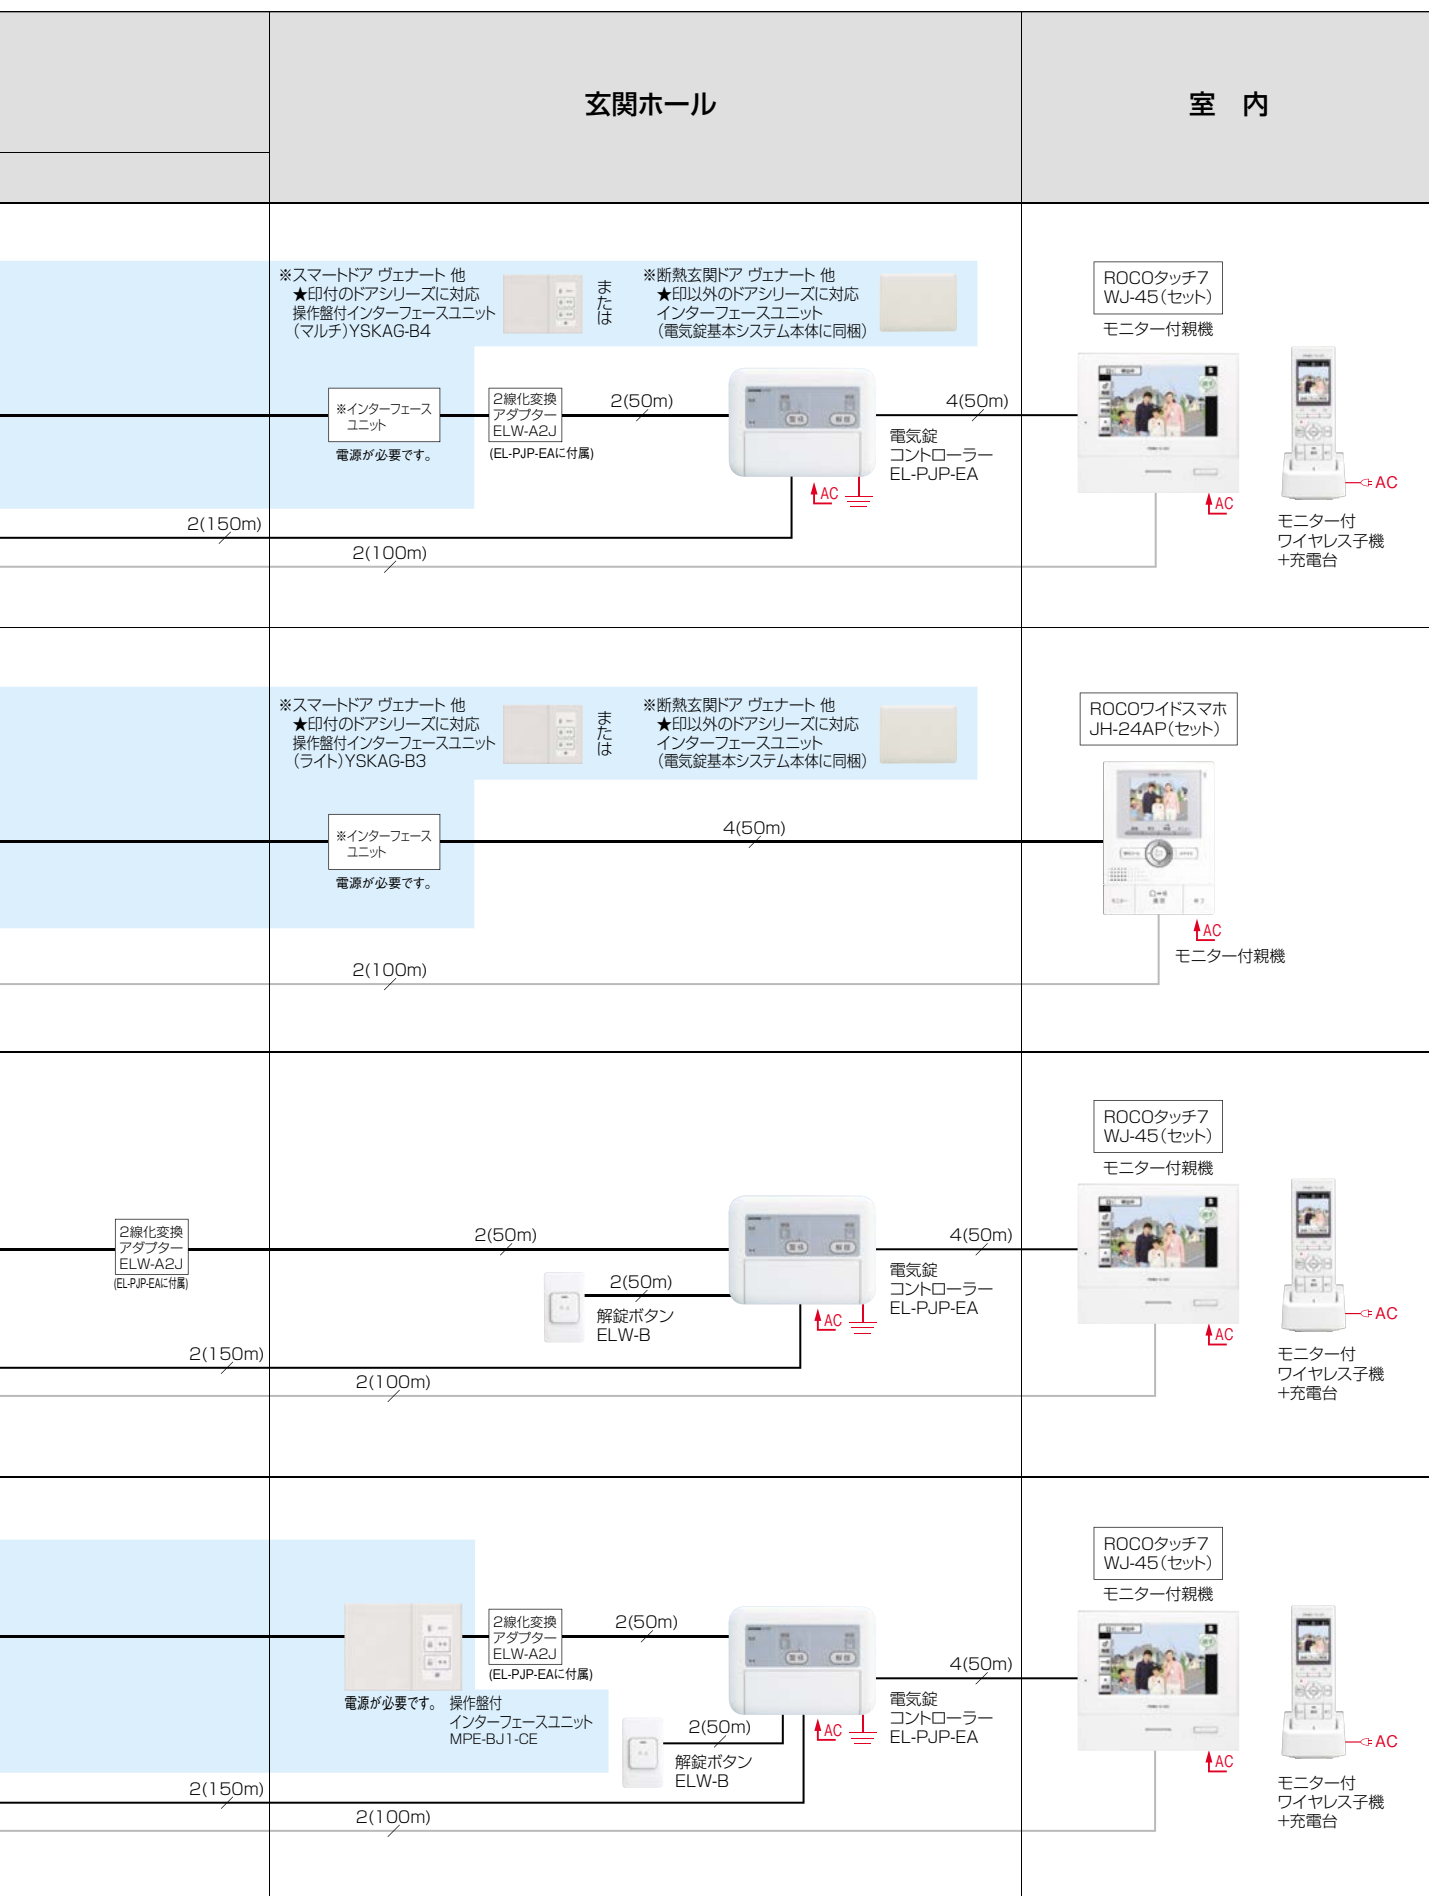 玄関ホール
室　内
※スマートドア ヴェナート 他
★印付のドアシリーズに対応
操作盤付インターフェースユニット
（マルチ）YSKAG-B4
または
※断熱玄関ドア ヴェナート 他
★印以外のドアシリーズに対応
インターフェースユニット
（電気錠基本システム本体に同梱）
ROCOタッチ7
WJ-45（セット）
モニター付親機
※インターフェース
ユニット
電源が必要です。
2線化変換
アダプター
ELW-A2J
(EL-PJP-EAに付属)
2(50m)
警戒
解錠
4(50m)
電気錠
コントローラー
EL-PJP-EA
AC
AC
AC
モニター付
ワイヤレス子機
+充電台
2(150m)
2(100m)
※スマートドア ヴェナート 他
★印付のドアシリーズに対応
操作盤付インターフェースユニット
（ライト）YSKAG-B3
または
※断熱玄関ドア ヴェナート 他
★印以外のドアシリーズに対応
インターフェースユニット
（電気錠基本システム本体に同梱）
ROCOワイドスマホ
JH-24AP（セット）
※インターフェース
ユニット
電源が必要です。
4(50m)
AC
モニター付親機
2(100m)
ROCOタッチ7
WJ-45（セット）
モニター付親機
2線化変換
アダプター
ELW-A2J
(EL-PJP-EAに付属)
2(50m)
警戒
解錠
4(50m)
電気錠
コントローラー
EL-PJP-EA
2(50m)
解錠ボタン
ELW-B
AC
AC
AC
モニター付
ワイヤレス子機
+充電台
2(150m)
2(100m)
ROCOタッチ7
WJ-45（セット）
モニター付親機
2線化変換
アダプター
ELW-A2J
(EL-PJP-EAに付属)
2(50m)
警戒
解錠
4(50m)
電気錠
コントローラー
EL-PJP-EA
電源が必要です。
操作盤付
インターフェースユニット
MPE-BJ1-CE
2(50m)
解錠ボタン
ELW-B
AC
AC
AC
モニター付
ワイヤレス子機
+充電台
2(150m)
2(100m)